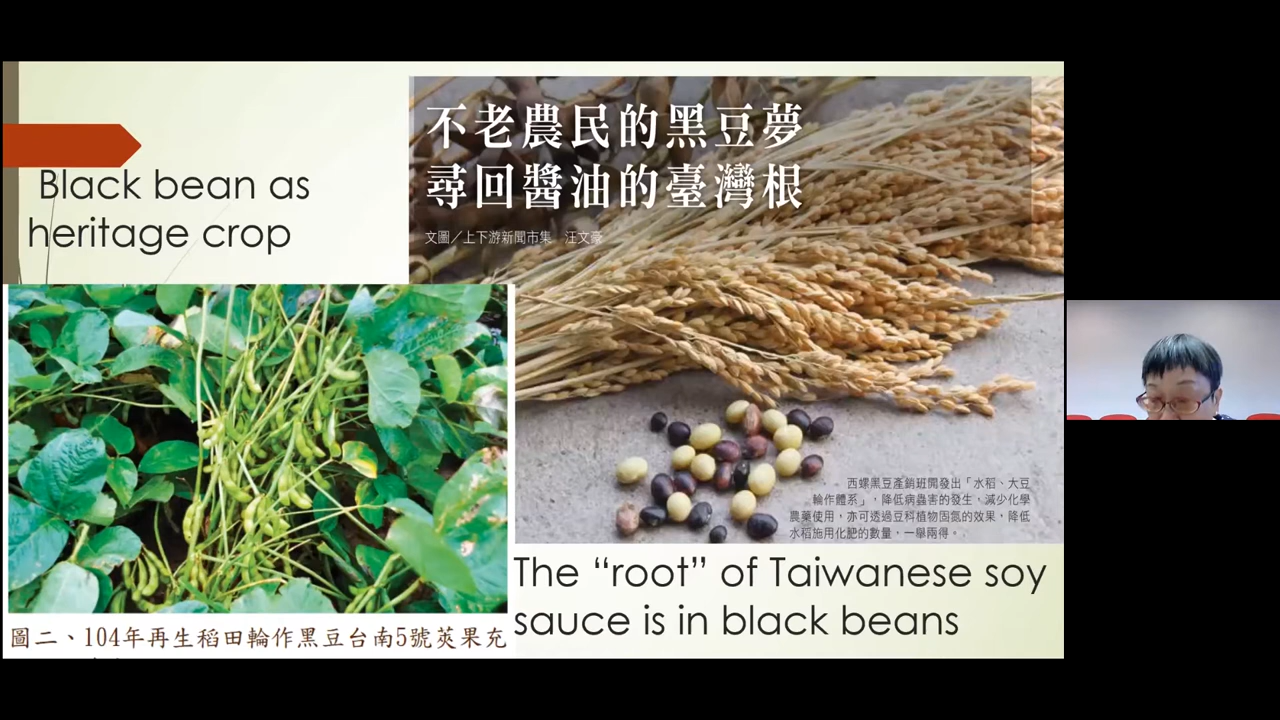 Black bean as
heritage crop
不老農民的黑豆夢
尋回醬油的臺灣根
文圖／上下游新聞市集　汪文豪
西螺黑豆產銷班開發出「水稻、大豆
輪作體系」，降低病蟲害的發生，減少化學
農藥使用，亦可透過豆科植物固氮的效果，降低
水稻施用化肥的數量，一舉兩得。
The “root” of Taiwanese soy
sauce is in black beans
圖二、104年再生稻田輪作黑豆台南5號莢果充